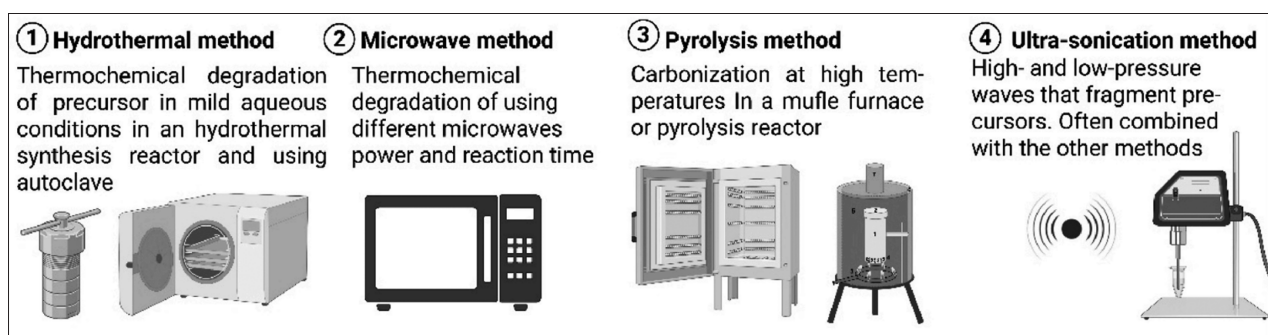 1 Hydrothermal method
Thermochemical degradation
of precursor in mild aqueous
conditions in an hydrothermal
synthesis reactor and using
autoclave
2 Microwave method
Thermochemical
degradation of using
different microwaves
power and reaction time
3 Pyrolysis method
Carbonization at high tem-
peratures In a mufle furnace
or pyrolysis reactor
4 Ultra-sonication method
High- and low-pressure
waves that fragment pre-
cursors. Often combined
with the other methods